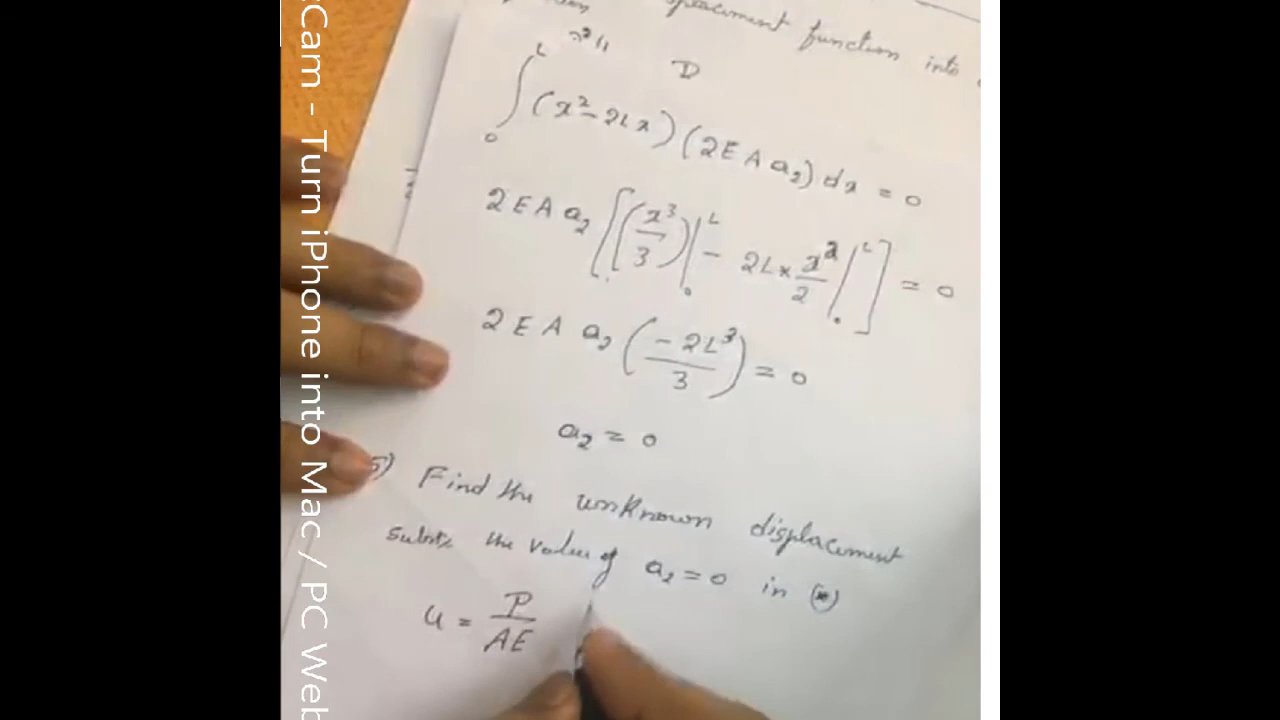 function into
∫₀ᴸ (x² - 2Lx) (2EA a₂) dx = 0
2EA a₂ [(x³/3)|₀ᴸ - 2L × x²/2 |₀ᴸ] = 0
2EA a₂ (-2L³/3) = 0
a₂ = 0
5) Find the unknown displacement
the value of a₂ = 0 in (*)
u = P/AE
Cam - Turn iPhone into Mac / PC Web